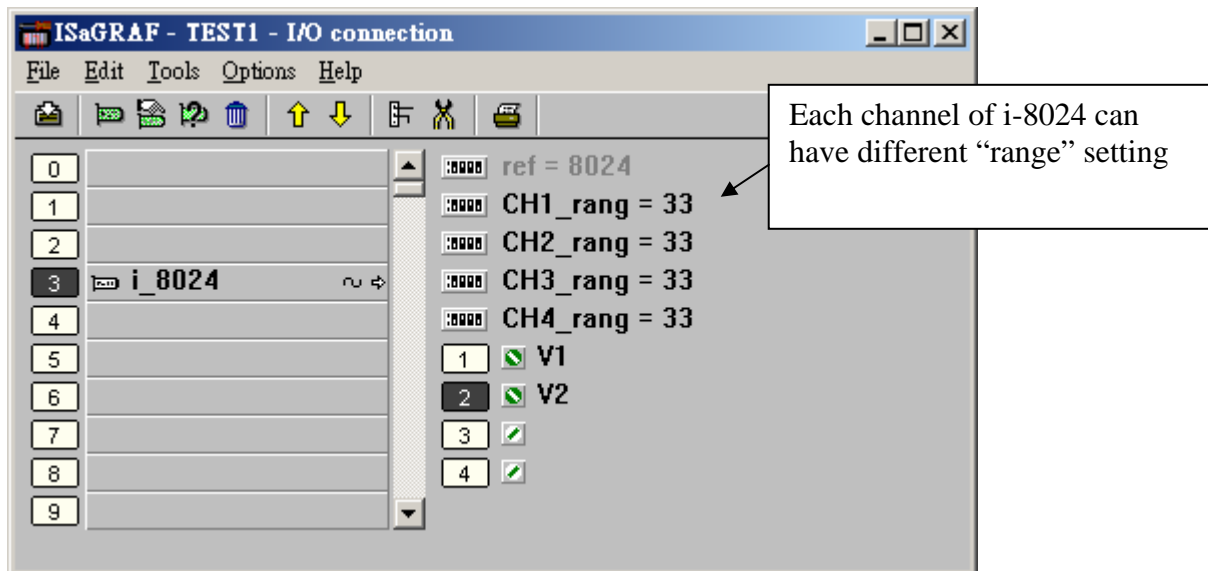 ISaGRAF - TEST1 - I/O connection
File Edit Tools Options Help
Each channel of i-8024 can
have different “range” setting
0
1
2
3 i_8024
4
5
6
7
8
9
ref = 8024
CH1_rang = 33
CH2_rang = 33
CH3_rang = 33
CH4_rang = 33
1 V1
2 V2
3
4